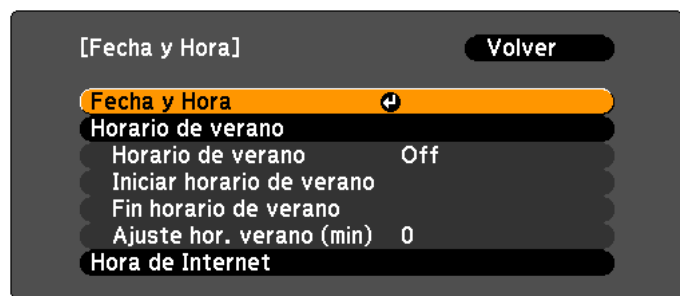 [Fecha y Hora] Volver
Fecha y Hora
Horario de verano
Horario de verano Off
Iniciar horario de verano
Fin horario de verano
Ajuste hor. verano (min) 0
Hora de Internet